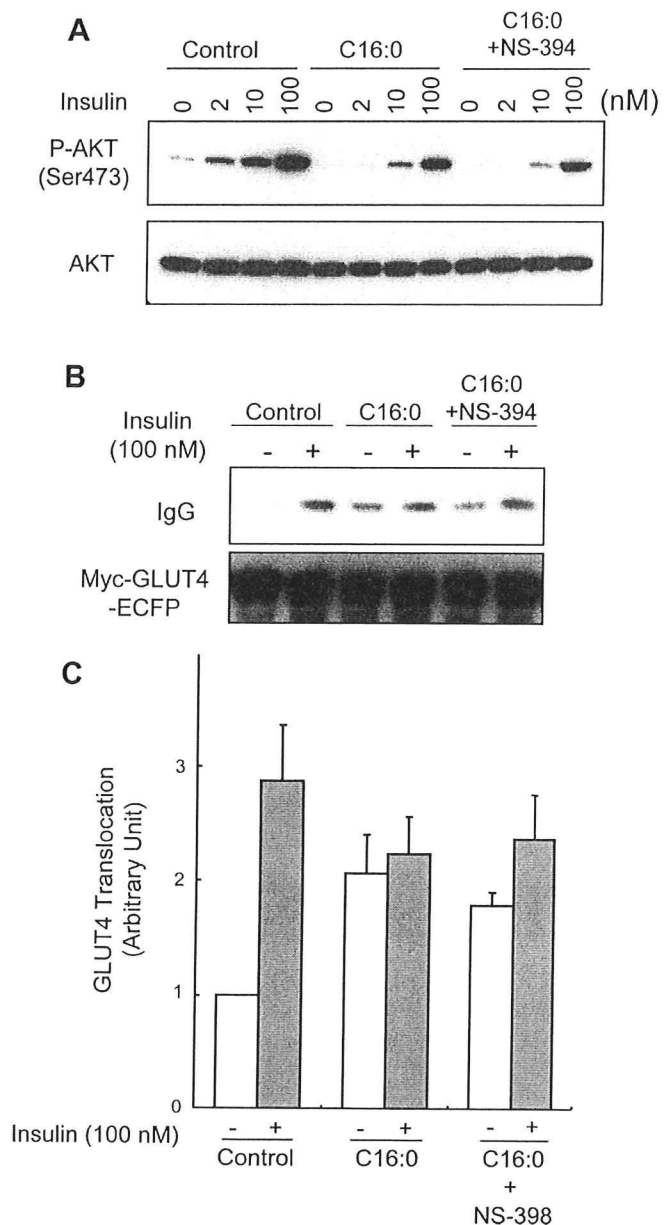 A
Control C16:0 C16:0
+NS-394
Insulin 0 2 10 100 0 2 10 100 0 2 10 100 (nM)
P-AKT
(Ser473)
AKT
B
Insulin
(100 nM)
Control C16:0 C16:0
+NS-394
- + - + - +
IgG
Myc-GLUT4
-ECFP
C
GLUT4 Translocation
(Arbitrary Unit)
3
2
1
0
Insulin (100 nM) - + - + - +
Control C16:0 C16:0
+
NS-398